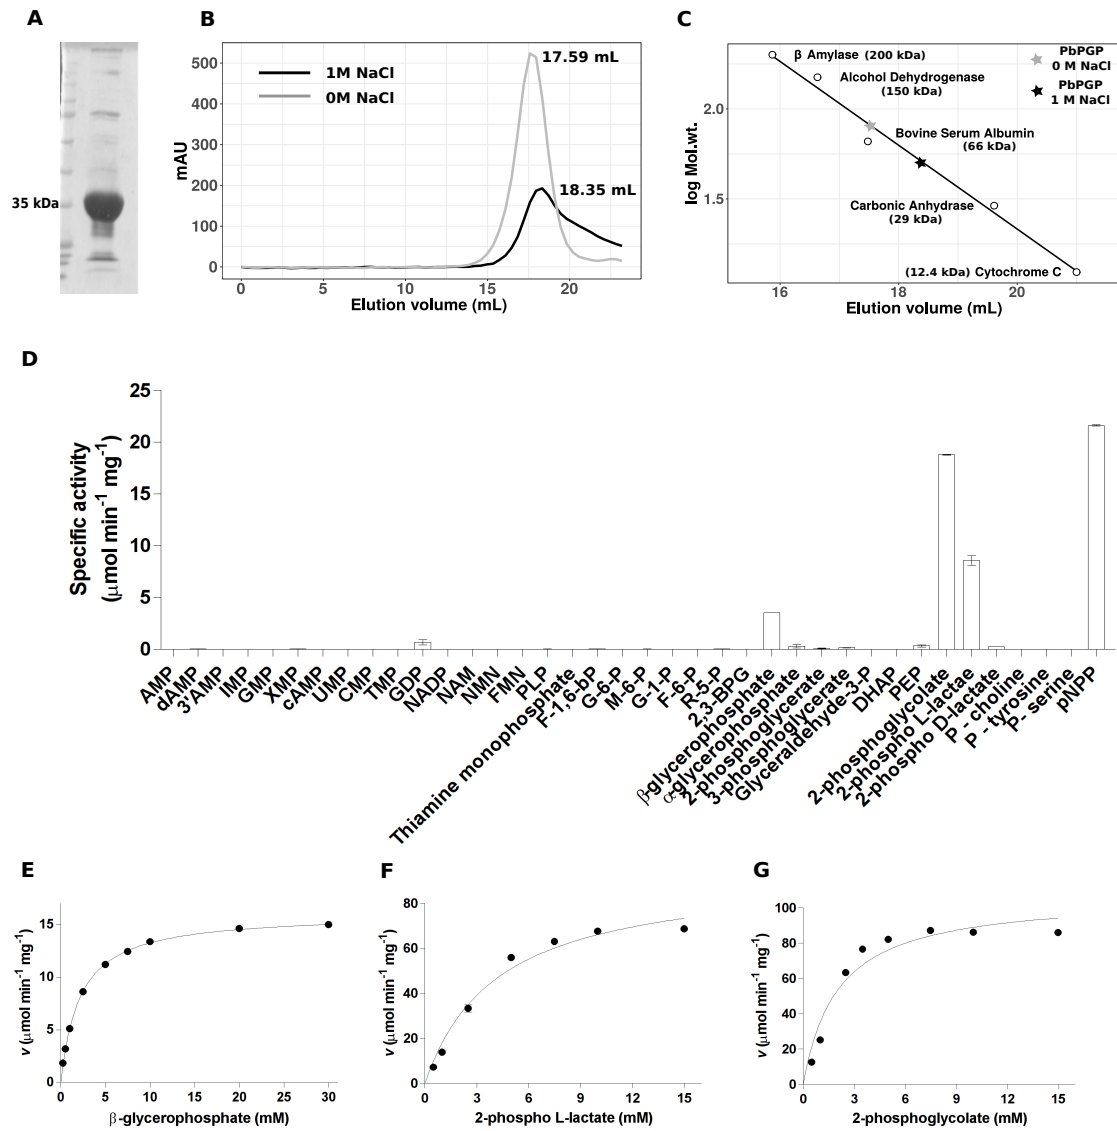 A
35 kDa
B
17.59 mL
18.35 mL
1M NaCl
0M NaCl
mAU
500
400
300
200
100
0
0
5
10
15
20
Elution volume (mL)
C
β Amylase (200 kDa)
Alcohol Dehydrogenase
(150 kDa)
Bovine Serum Albumin
(66 kDa)
Carbonic Anhydrase
(29 kDa)
(12.4 kDa) Cytochrome C
PbPGP
0 M NaCl
PbPGP
1 M NaCl
log Mol.wt.
2.0
1.5
16
18
20
Elution volume (mL)
D
Specific activity
(μmol min⁻¹ mg⁻¹)
25
20
15
10
5
0
AMP
dAMP
3'AMP
IMP
GMP
XMP
cAMP
UMP
CMP
TMP
GDP
NADP
NAM
NMN
FMN
PLP
Thiamine monophosphate
F-1,6-bP
G-6-P
M-6-P
G-1-P
F-6-P
R-5-P
2,3-BPG
β-glycerophosphate
α-glycerophosphate
2-phosphoglycerate
3-phosphoglycerate
Glyceraldehyde-3-P
DHAP
PEP
2-phosphoglycolate
2-phospho L-lactae
2-phospho D-lactate
P - choline
P - tyrosine
P - serine
pNPP
E
v (μmol min⁻¹ mg⁻¹)
15
10
5
0
0
5
10
15
20
25
30
β-glycerophosphate (mM)
F
v (μmol min⁻¹ mg⁻¹)
80
60
40
20
0
0
3
6
9
12
15
2-phospho L-lactate (mM)
G
v (μmol min⁻¹ mg⁻¹)
100
80
60
40
20
0
0
3
6
9
12
15
2-phosphoglycolate (mM)